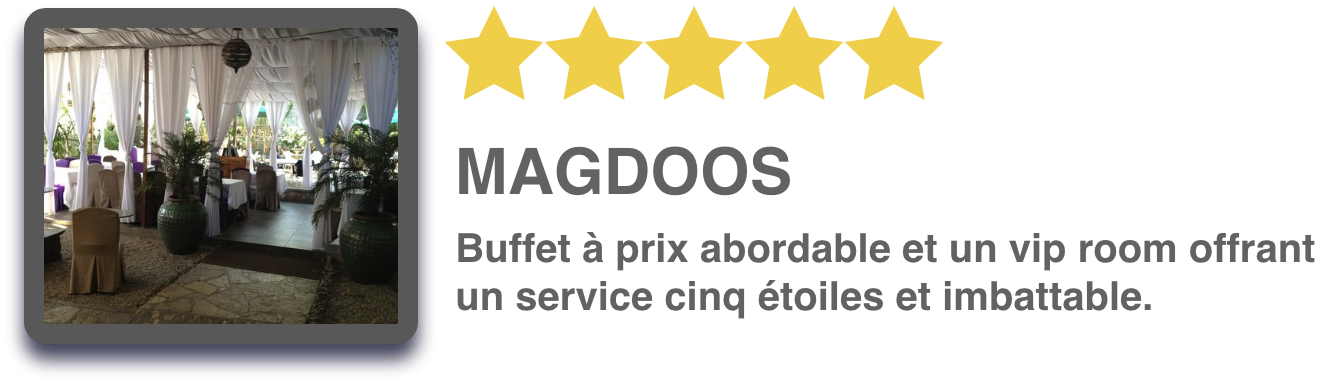 MAGDOOS
Buffet à prix abordable et un vip room offrant
un service cinq étoiles et imbattable.